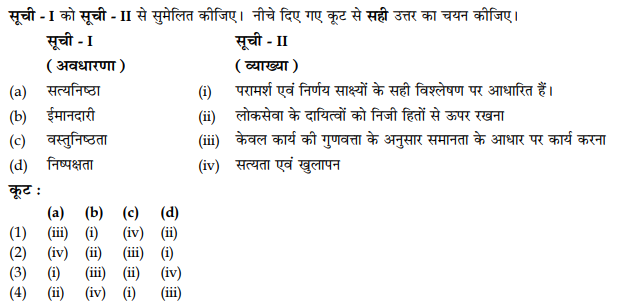 सूची - I को सूची - II से सुमेलित कीजिए। नीचे दिए गए कूट से सही उत्तर का चयन कीजिए।
सूची - I सूची - II
( अवधारणा ) ( व्याख्या )
(a) सत्यनिष्ठा (i) परामर्श एवं निर्णय साक्ष्यों के सही विश्लेषण पर आधारित हैं।
(b) ईमानदारी (ii) लोकसेवा के दायित्वों को निजी हितों से ऊपर रखना
(c) वस्तुनिष्ठता (iii) केवल कार्य की गुणवत्ता के अनुसार समानता के आधार पर कार्य करना
(d) निष्पक्षता (iv) सत्यता एवं खुलापन
कूट :
(a) (b) (c) (d)
(1) (iii) (i) (iv) (ii)
(2) (iv) (ii) (iii) (i)
(3) (i) (iii) (ii) (iv)
(4) (ii) (iv) (i) (iii)